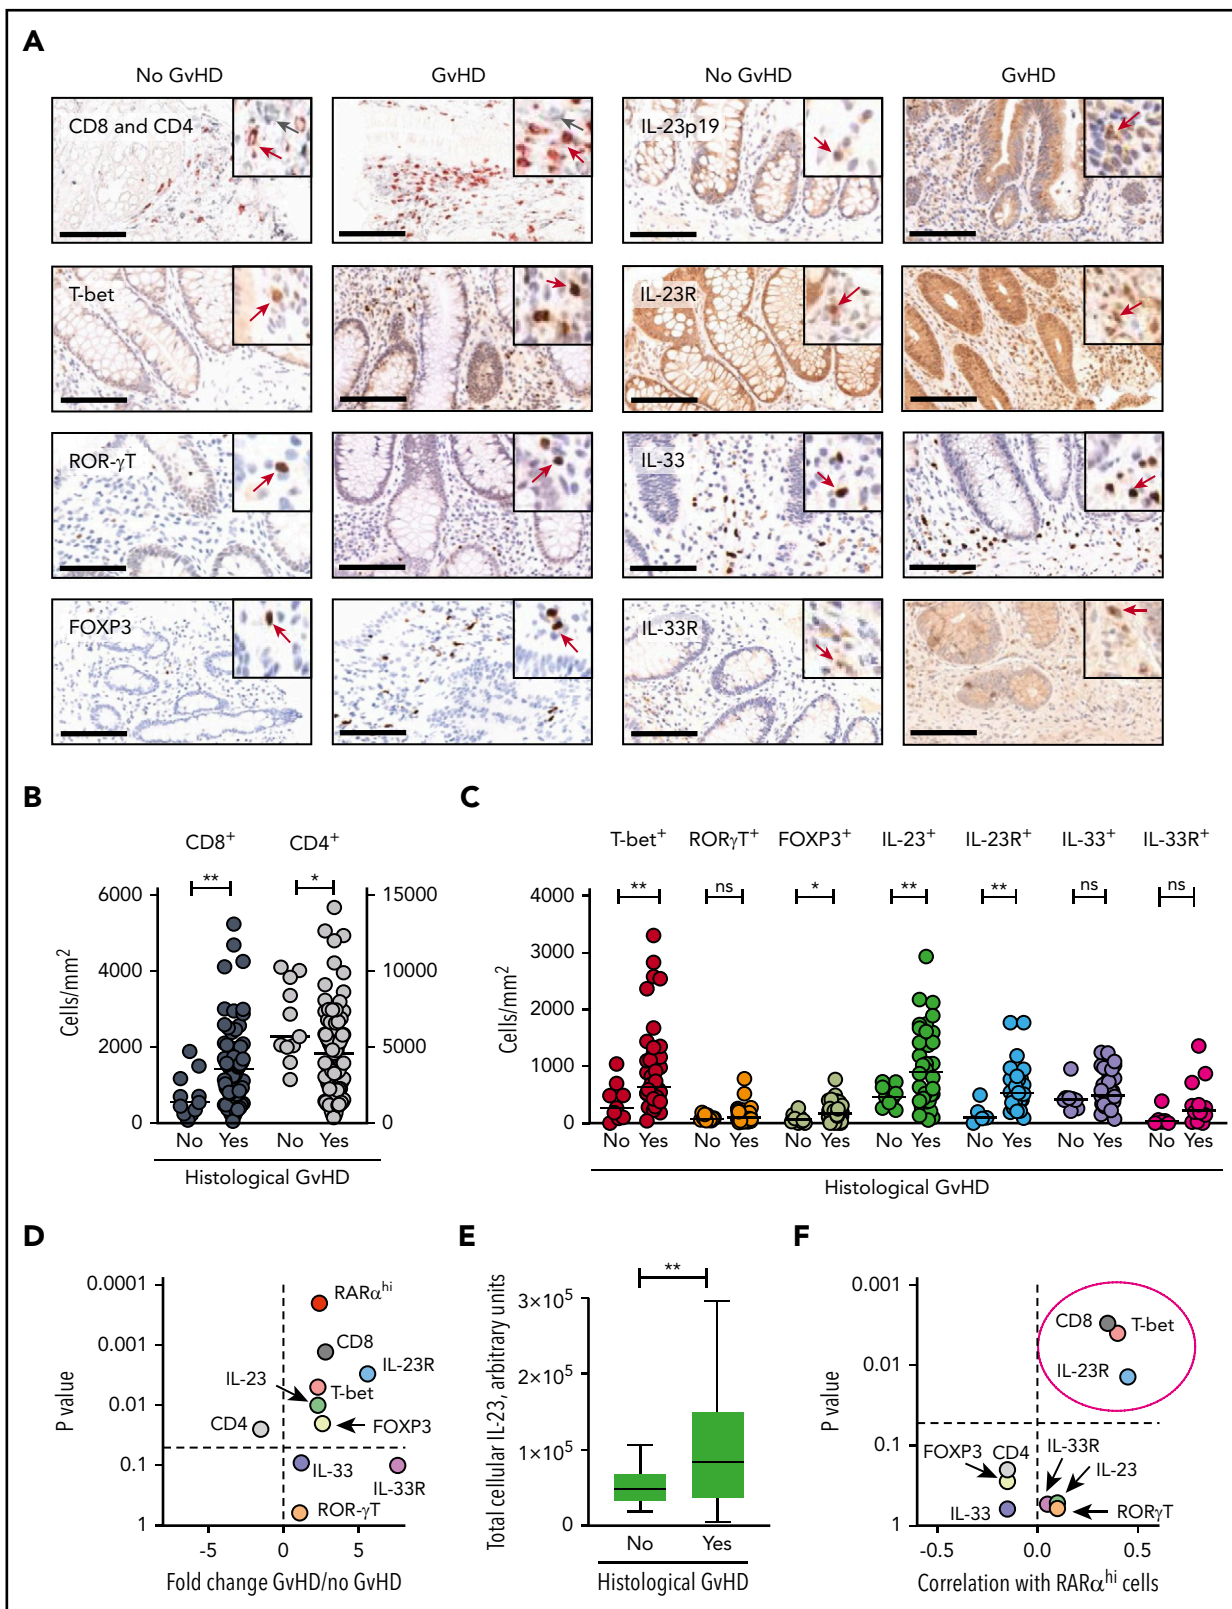 A
No GvHD GvHD No GvHD GvHD
CD8 and CD4 IL-23p19
T-bet IL-23R
ROR-γT IL-33
FOXP3 IL-33R
B
CD8+ CD4+
** *
6000 15000
4000 10000
2000 5000
0 0
Cells/mm2
No Yes No Yes
Histological GvHD
C
T-bet+ RORγT+ FOXP3+ IL-23+ IL-23R+ IL-33+ IL-33R+
** ns * ** ** ns ns
4000
3000
2000
1000
0
Cells/mm2
No Yes No Yes No Yes No Yes No Yes No Yes No Yes
Histological GvHD
D
0.0001
0.001
0.01
0.1
1
P value
RARαhi
CD8
IL-23R
IL-23
T-bet
CD4
FOXP3
IL-33
IL-33R
ROR-γT
-5 0 5
Fold change GvHD/no GvHD
E
**
3×105
2×105
1×105
0
Total cellular IL-23, arbitrary units
No Yes
Histological GvHD
F
0.001
0.01
0.1
1
P value
CD8
T-bet
IL-23R
FOXP3
CD4
IL-33R
IL-23
IL-33
RORγT
-0.5 0.0 0.5
Correlation with RARαhi cells